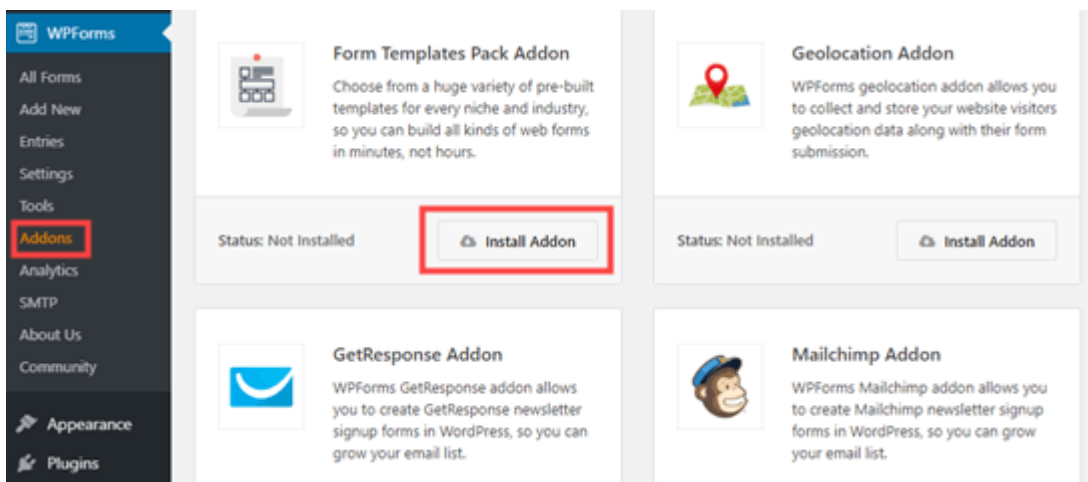 WPForms
All Forms
Add New
Entries
Settings
Tools
Addons
Analytics
SMTP
About Us
Community
Appearance
Plugins
Form Templates Pack Addon
Choose from a huge variety of pre-built
templates for every niche and industry,
so you can build all kinds of web forms
in minutes, not hours.
Status: Not Installed
Install Addon
Geolocation Addon
WPForms geolocation addon allows you
to collect and store your website visitors
geolocation data along with their form
submission.
Status: Not Installed
Install Addon
GetResponse Addon
WPForms GetResponse addon allows
you to create GetResponse newsletter
signup forms in WordPress, so you can
grow your email list.
Mailchimp Addon
WPForms Mailchimp addon allows you
to create Mailchimp newsletter signup
forms in WordPress, so you can grow
your email list.